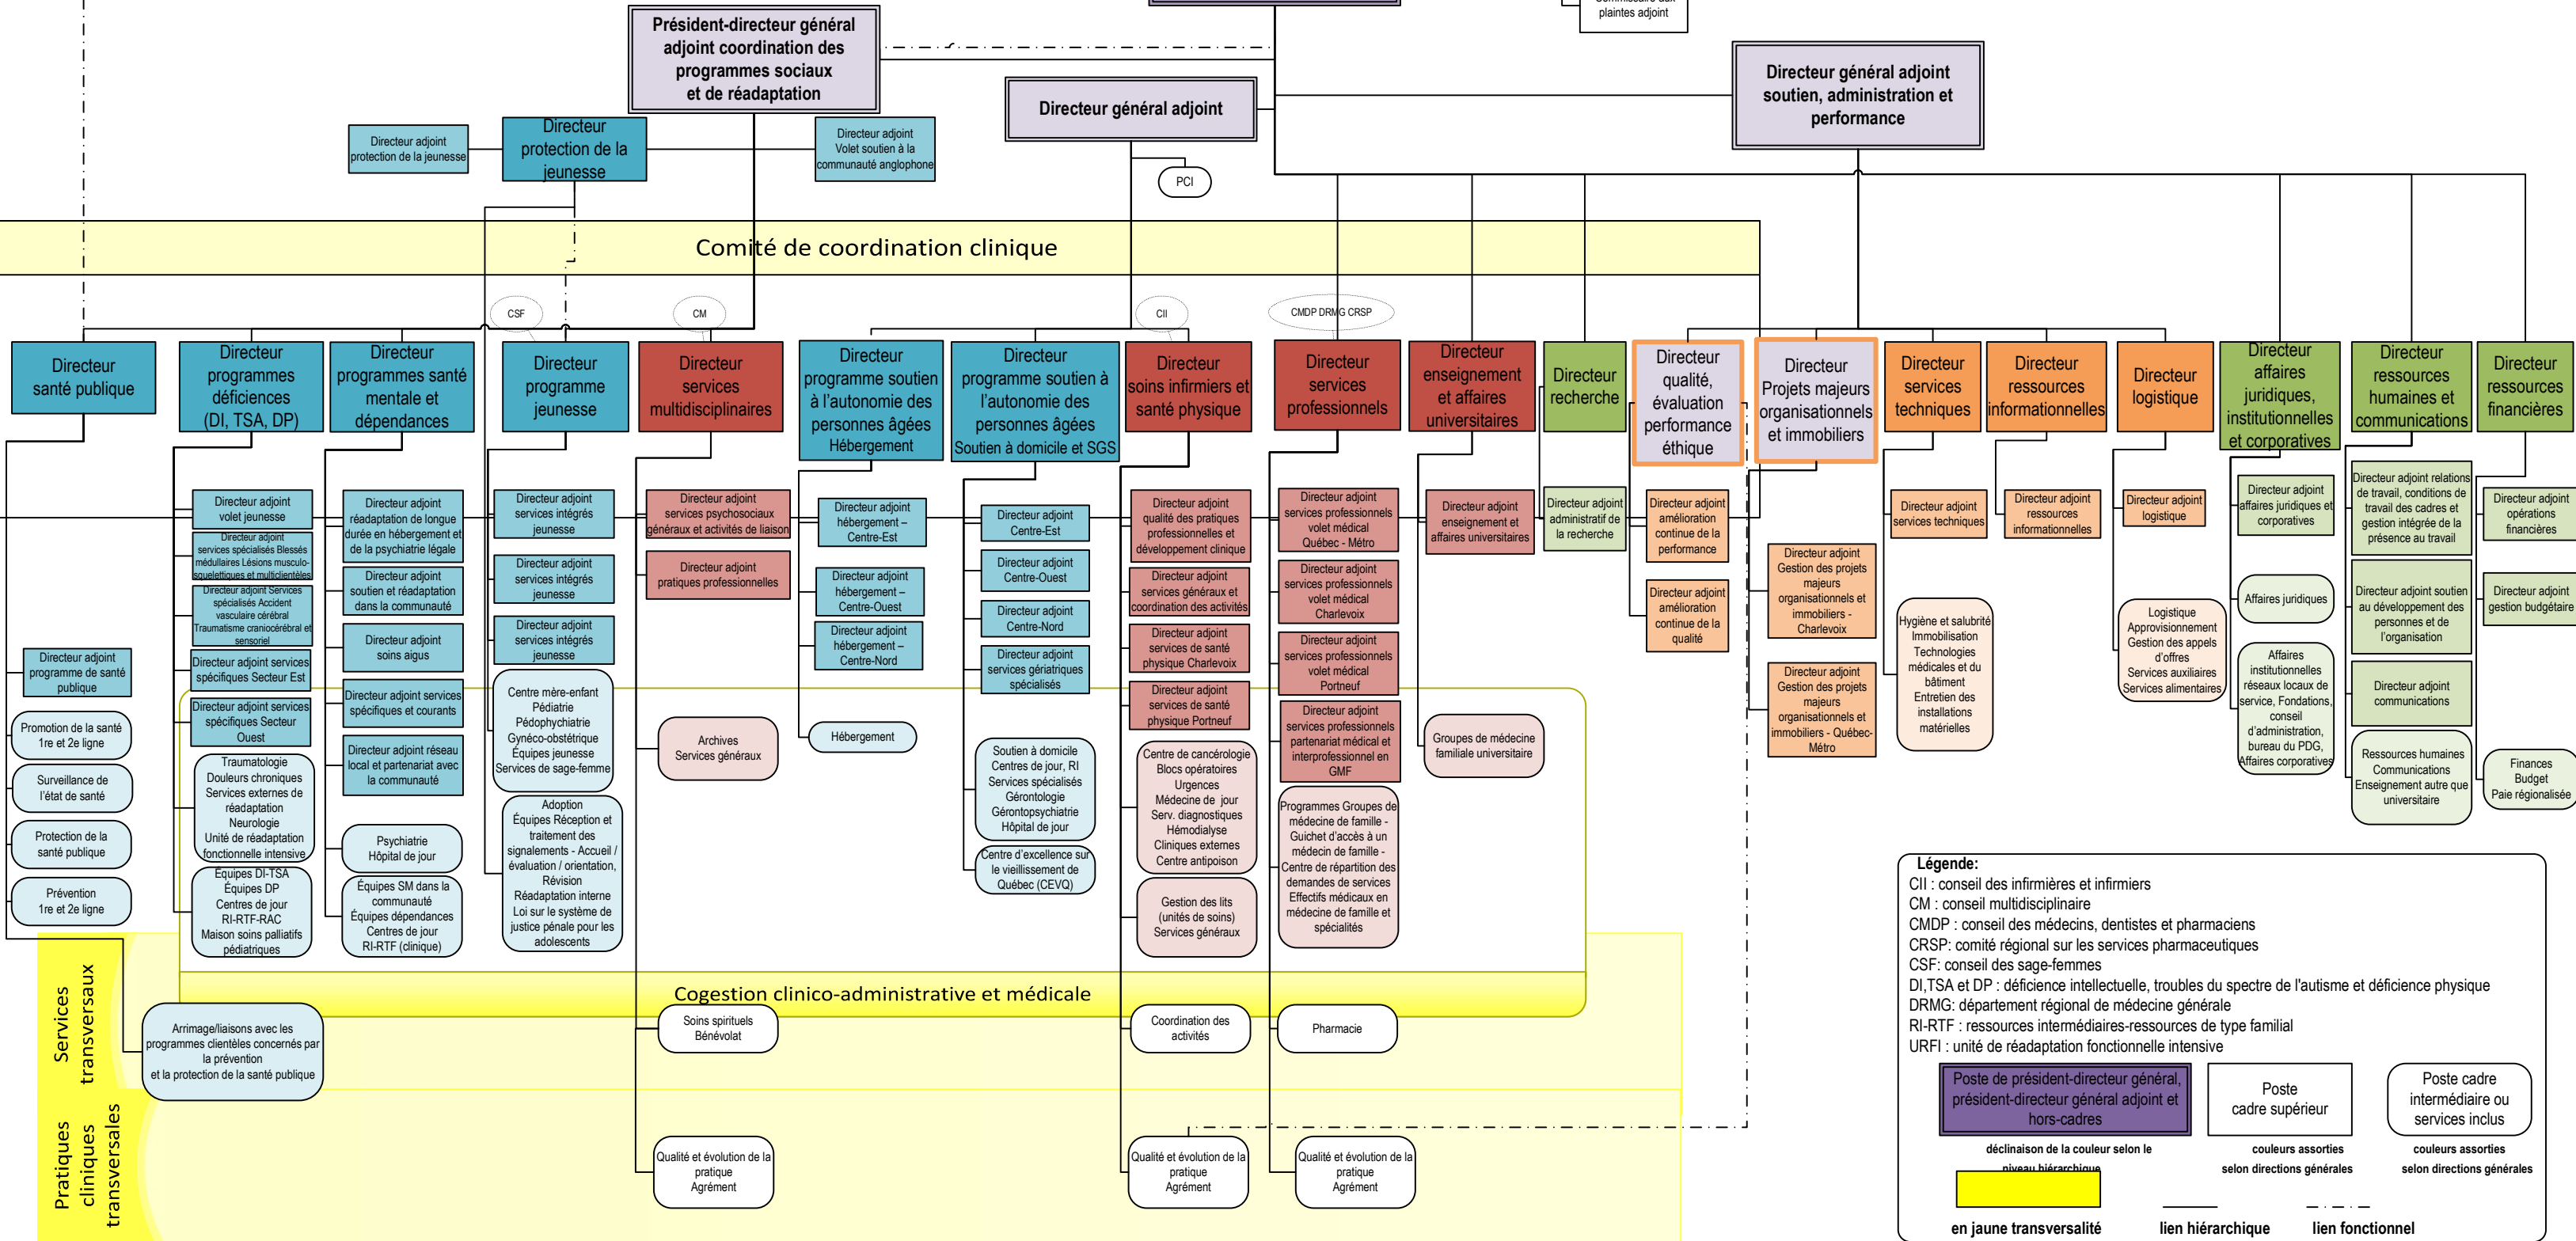 plaintes adjoint
Président-directeur général
adjoint coordination des
programmes sociaux
et de réadaptation
Directeur général adjoint
Directeur général adjoint
soutien, administration et
performance
Directeur adjoint
protection de la jeunesse
Directeur
protection de la
jeunesse
Directeur adjoint
Volet soutien à la
communauté anglophone
PCI
Comité de coordination clinique
CSF
CM
CII
CMDP DRMG CRSP
Directeur
santé publique
Directeur
programmes
déficiences
(DI, TSA, DP)
Directeur
programmes santé
mentale et
dépendances
Directeur
programme
jeunesse
Directeur
services
multidisciplinaires
Directeur
programme soutien
à l'autonomie des
personnes âgées
Hébergement
Directeur
programme soutien à
l'autonomie des
personnes âgées
Soutien à domicile et SGS
Directeur
soins infirmiers et
santé physique
Directeur
services
professionnels
Directeur
enseignement
et affaires
universitaires
Directeur
recherche
Directeur
qualité,
évaluation
performance
éthique
Directeur
Projets majeurs
organisationnels
et immobiliers
Directeur
services
techniques
Directeur
ressources
informationnelles
Directeur
logistique
Directeur
affaires
juridiques,
institutionnelles
et corporatives
Directeur
ressources
humaines et
communications
Directeur
ressources
financières
Directeur adjoint
programme de santé
publique
Promotion de la santé
1re et 2e ligne
Surveillance de
l'état de santé
Protection de la
santé publique
Prévention
1re et 2e ligne
Directeur adjoint
volet jeunesse
Directeur adjoint
services spécialisés Blessés
médullaires Lésions musculo-
squelettiques et multiclientèles
Directeur adjoint Services
spécialisés Accident
vasculaire cérébral
Traumatisme craniocérébral et
sensoriel
Directeur adjoint services
spécifiques Secteur Est
Directeur adjoint services
spécifiques Secteur
Ouest
Traumatologie
Douleurs chroniques
Services externes de
réadaptation
Neurologie
Unité de réadaptation
fonctionnelle intensive
Équipes DI-TSA
Équipes DP
Centres de jour
RI-RTF-RAC
Maison soins palliatifs
pédiatriques
Directeur adjoint
réadaptation de longue
durée en hébergement et
de la psychiatrie légale
Directeur adjoint
soutien et réadaptation
dans la communauté
Directeur adjoint
soins aigus
Directeur adjoint services
spécifiques et courants
Directeur adjoint réseau
local et partenariat avec
la communauté
Psychiatrie
Hôpital de jour
Équipes SM dans la
communauté
Équipes dépendances
Centres de jour
RI-RTF (clinique)
Directeur adjoint
services intégrés
jeunesse
Directeur adjoint
services intégrés
jeunesse
Directeur adjoint
services intégrés
jeunesse
Centre mère-enfant
Pédiatrie
Pédophychiatrie
Gynéco-obstétrique
Équipes jeunesse
Services de sage-femme
Adoption
Équipes Réception et
traitement des
signalements - Accueil /
évaluation / orientation,
Révision
Réadaptation interne
Loi sur le système de
justice pénale pour les
adolescents
Directeur adjoint
services psychosociaux
généraux et activités de liaison
Directeur adjoint
pratiques professionnelles
Archives
Services généraux
Directeur adjoint
hébergement –
Centre-Est
Directeur adjoint
hébergement –
Centre-Ouest
Directeur adjoint
hébergement –
Centre-Nord
Hébergement
Directeur adjoint
Centre-Est
Directeur adjoint
Centre-Ouest
Directeur adjoint
Centre-Nord
Directeur adjoint
services gériatriques
spécialisés
Soutien à domicile
Centres de jour, RI
Services spécialisés
Gérontologie
Gérontopsychiatrie
Hôpital de jour
Centre d'excellence sur
le vieillissement de
Québec (CEVQ)
Directeur adjoint
qualité des pratiques
professionnelles et
développement clinique
Directeur adjoint
services généraux et
coordination des activités
Directeur adjoint
services de santé
physique Charlevoix
Directeur adjoint
services de santé
physique Portneuf
Centre de cancérologie
Blocs opératoires
Urgences
Médecine de jour
Serv. diagnostiques
Hémodialyse
Cliniques externes
Centre antipoison
Gestion des lits
(unités de soins)
Services généraux
Directeur adjoint
services professionnels
volet médical
Québec - Métro
Directeur adjoint
services professionnels
volet médical
Charlevoix
Directeur adjoint
services professionnels
volet médical
Portneuf
Directeur adjoint
services professionnels
partenariat médical et
interprofessionnel en
GMF
Programmes Groupes de
médecine de famille -
Guichet d'accès à un
médecin de famille -
Centre de répartition des
demandes de services
Effectifs médicaux en
médecine de famille et
spécialités
Directeur adjoint
enseignement et
affaires universitaires
Groupes de médecine
familiale universitaire
Directeur adjoint
administratif de
la recherche
Directeur adjoint
amélioration
continue de la
performance
Directeur adjoint
amélioration
continue de la
qualité
Directeur adjoint
Gestion des projets
majeurs
organisationnels et
immobiliers -
Charlevoix
Directeur adjoint
Gestion des projets
majeurs
organisationnels et
immobiliers - Québec-
Métro
Directeur adjoint
services techniques
Hygiène et salubrité
Immobilisation
Technologies
médicales et du
bâtiment
Entretien des
installations
matérielles
Directeur adjoint
ressources
informationnelles
Directeur adjoint
logistique
Logistique
Approvisionnement
Gestion des appels
d'offres
Services auxiliaires
Services alimentaires
Directeur adjoint
affaires juridiques et
corporatives
Affaires juridiques
Affaires
institutionnelles
réseaux locaux de
service, Fondations,
conseil
d'administration,
bureau du PDG,
Affaires corporatives
Directeur adjoint relations
de travail, conditions de
travail des cadres et
gestion intégrée de la
présence au travail
Directeur adjoint soutien
au développement des
personnes et de
l'organisation
Directeur adjoint
communications
Ressources humaines
Communications
Enseignement autre que
universitaire
Directeur adjoint
opérations
financières
Directeur adjoint
gestion budgétaire
Finances
Budget
Paie régionalisée
Cogestion clinico-administrative et médicale
Services
transversaux
Arrimage/liaisons avec les
programmes clientèles concernés par
la prévention
et la protection de la santé publique
Soins spirituels
Bénévolat
Coordination des
activités
Pharmacie
Pratiques
cliniques
transversales
Qualité et évolution de la
pratique
Agrément
Qualité et évolution de la
pratique
Agrément
Qualité et évolution de la
pratique
Agrément
Légende:
CII : conseil des infirmières et infirmiers
CM : conseil multidisciplinaire
CMDP : conseil des médecins, dentistes et pharmaciens
CRSP: comité régional sur les services pharmaceutiques
CSF: conseil des sage-femmes
DI,TSA et DP : déficience intellectuelle, troubles du spectre de l'autisme et déficience physique
DRMG: département régional de médecine générale
RI-RTF : ressources intermédiaires-ressources de type familial
URFI : unité de réadaptation fonctionnelle intensive
Poste de président-directeur général,
président-directeur général adjoint et
hors-cadres
Poste
cadre supérieur
Poste cadre
intermédiaire ou
services inclus
déclinaison de la couleur selon le
niveau hiérarchique
couleurs assorties
selon directions générales
couleurs assorties
selon directions générales
en jaune transversalité
lien hiérarchique
lien fonctionnel